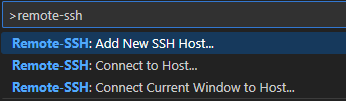 >remote-ssh
Remote-SSH: Add New SSH Host...
Remote-SSH: Connect to Host...
Remote-SSH: Connect Current Window to Host...